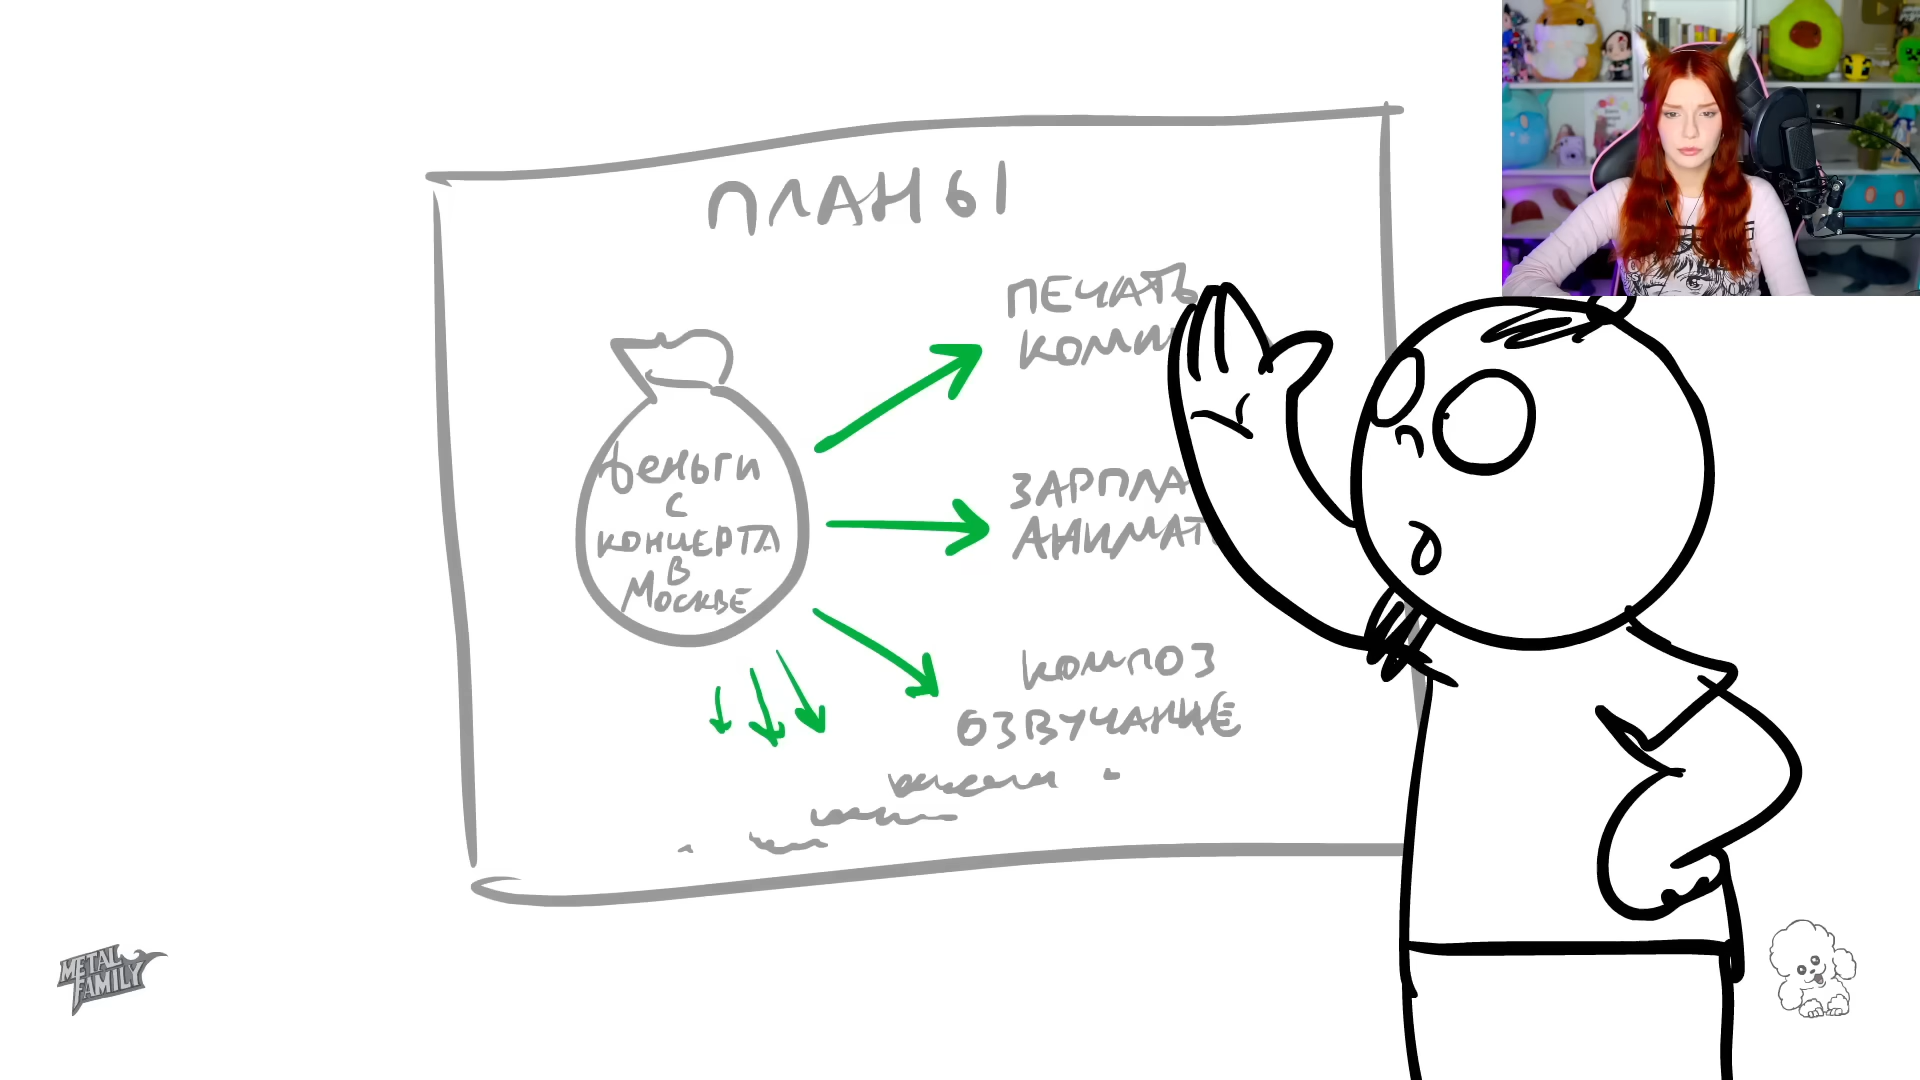 ПЛАНЫ
ПЕЧАТЬ
КОМИ
деньги
с
концерта
в
Москве
ЗАРПЛА
АНИМАТ
КОМПОЗ
ОЗВУЧАНИЕ
METAL
FAMILY